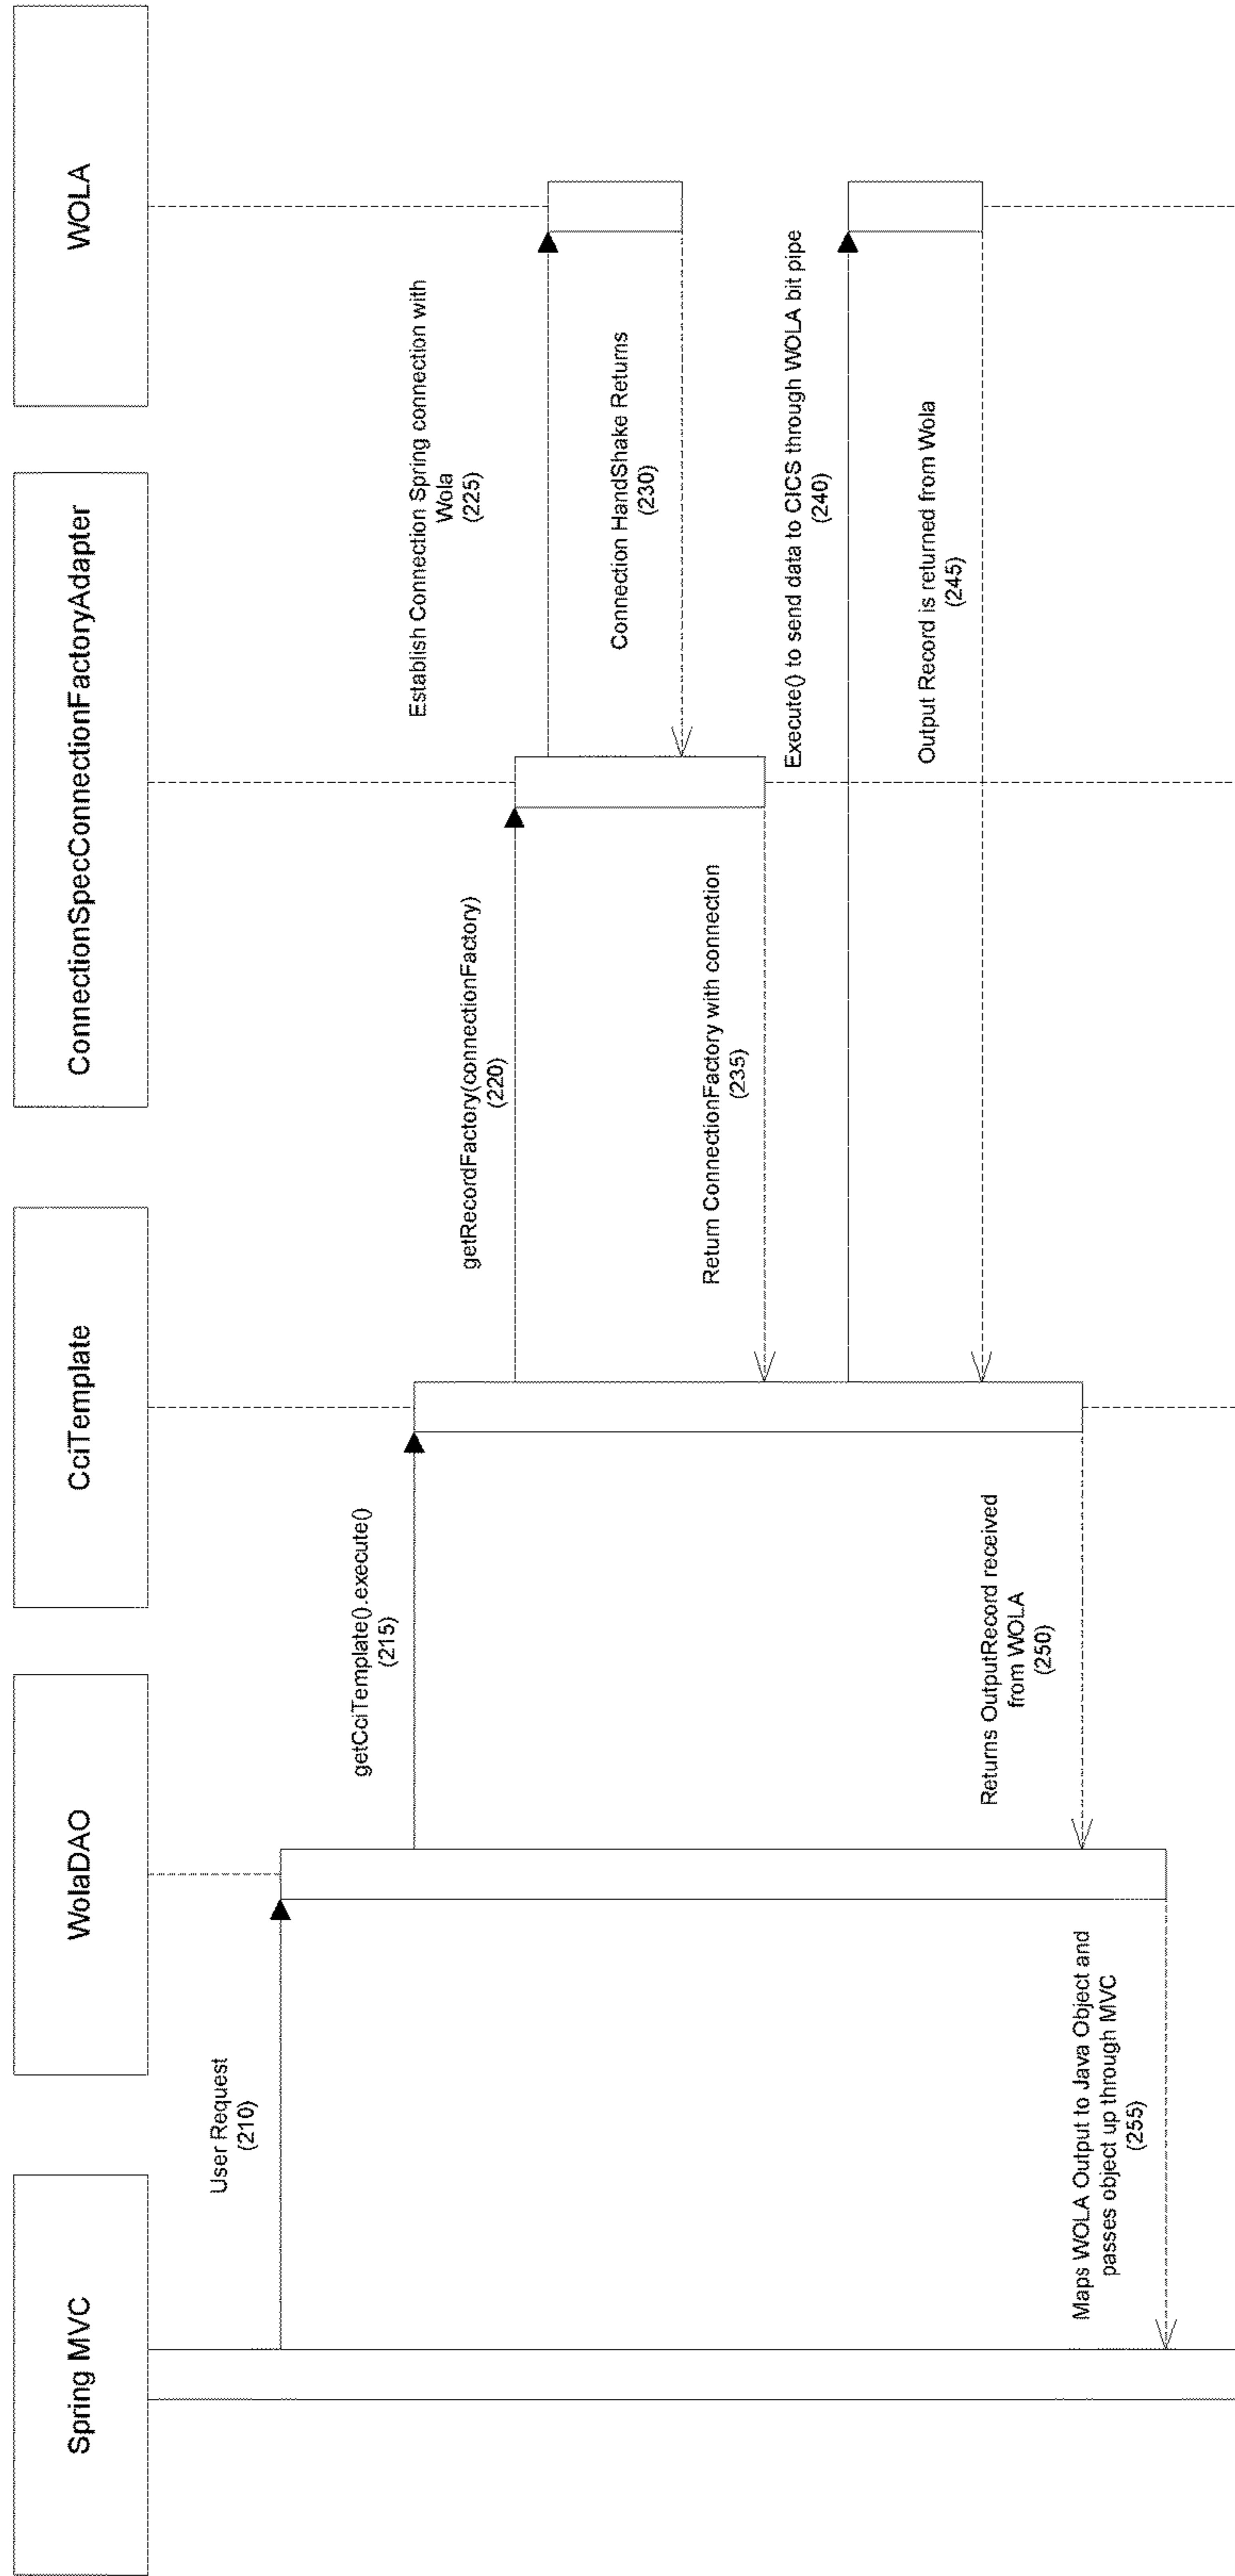 Spring MVC
WolaDAO
CciTemplate
ConnectionSpecConnectionFactoryAdapter
WOLA
User Request
(210)
getCciTemplate().execute()
(215)
getRecordFactory(connectionFactory)
(220)
Establish Connection Spring connection with
Wola
(225)
Connection HandShake Returns
(230)
Return ConnectionFactory with connection
(235)
Execute() to send data to CICS through WOLA bit pipe
(240)
Output Record is returned from Wola
(245)
Returns OutputRecord received
from WOLA
(250)
Maps WOLA Output to Java Object and
passes object up through MVC
(255)